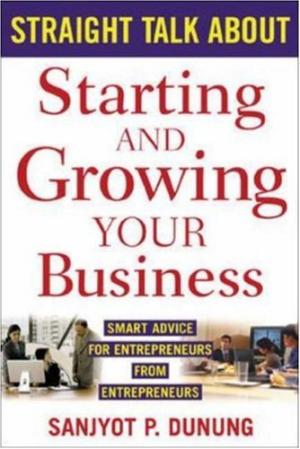 STRAIGHT TALK ABOUT
Starting
AND
Growing
YOUR
Business
SMART ADVICE
FOR ENTREPRENEURS
FROM
ENTREPRENEURS
SANJYOT P. DUNUNG